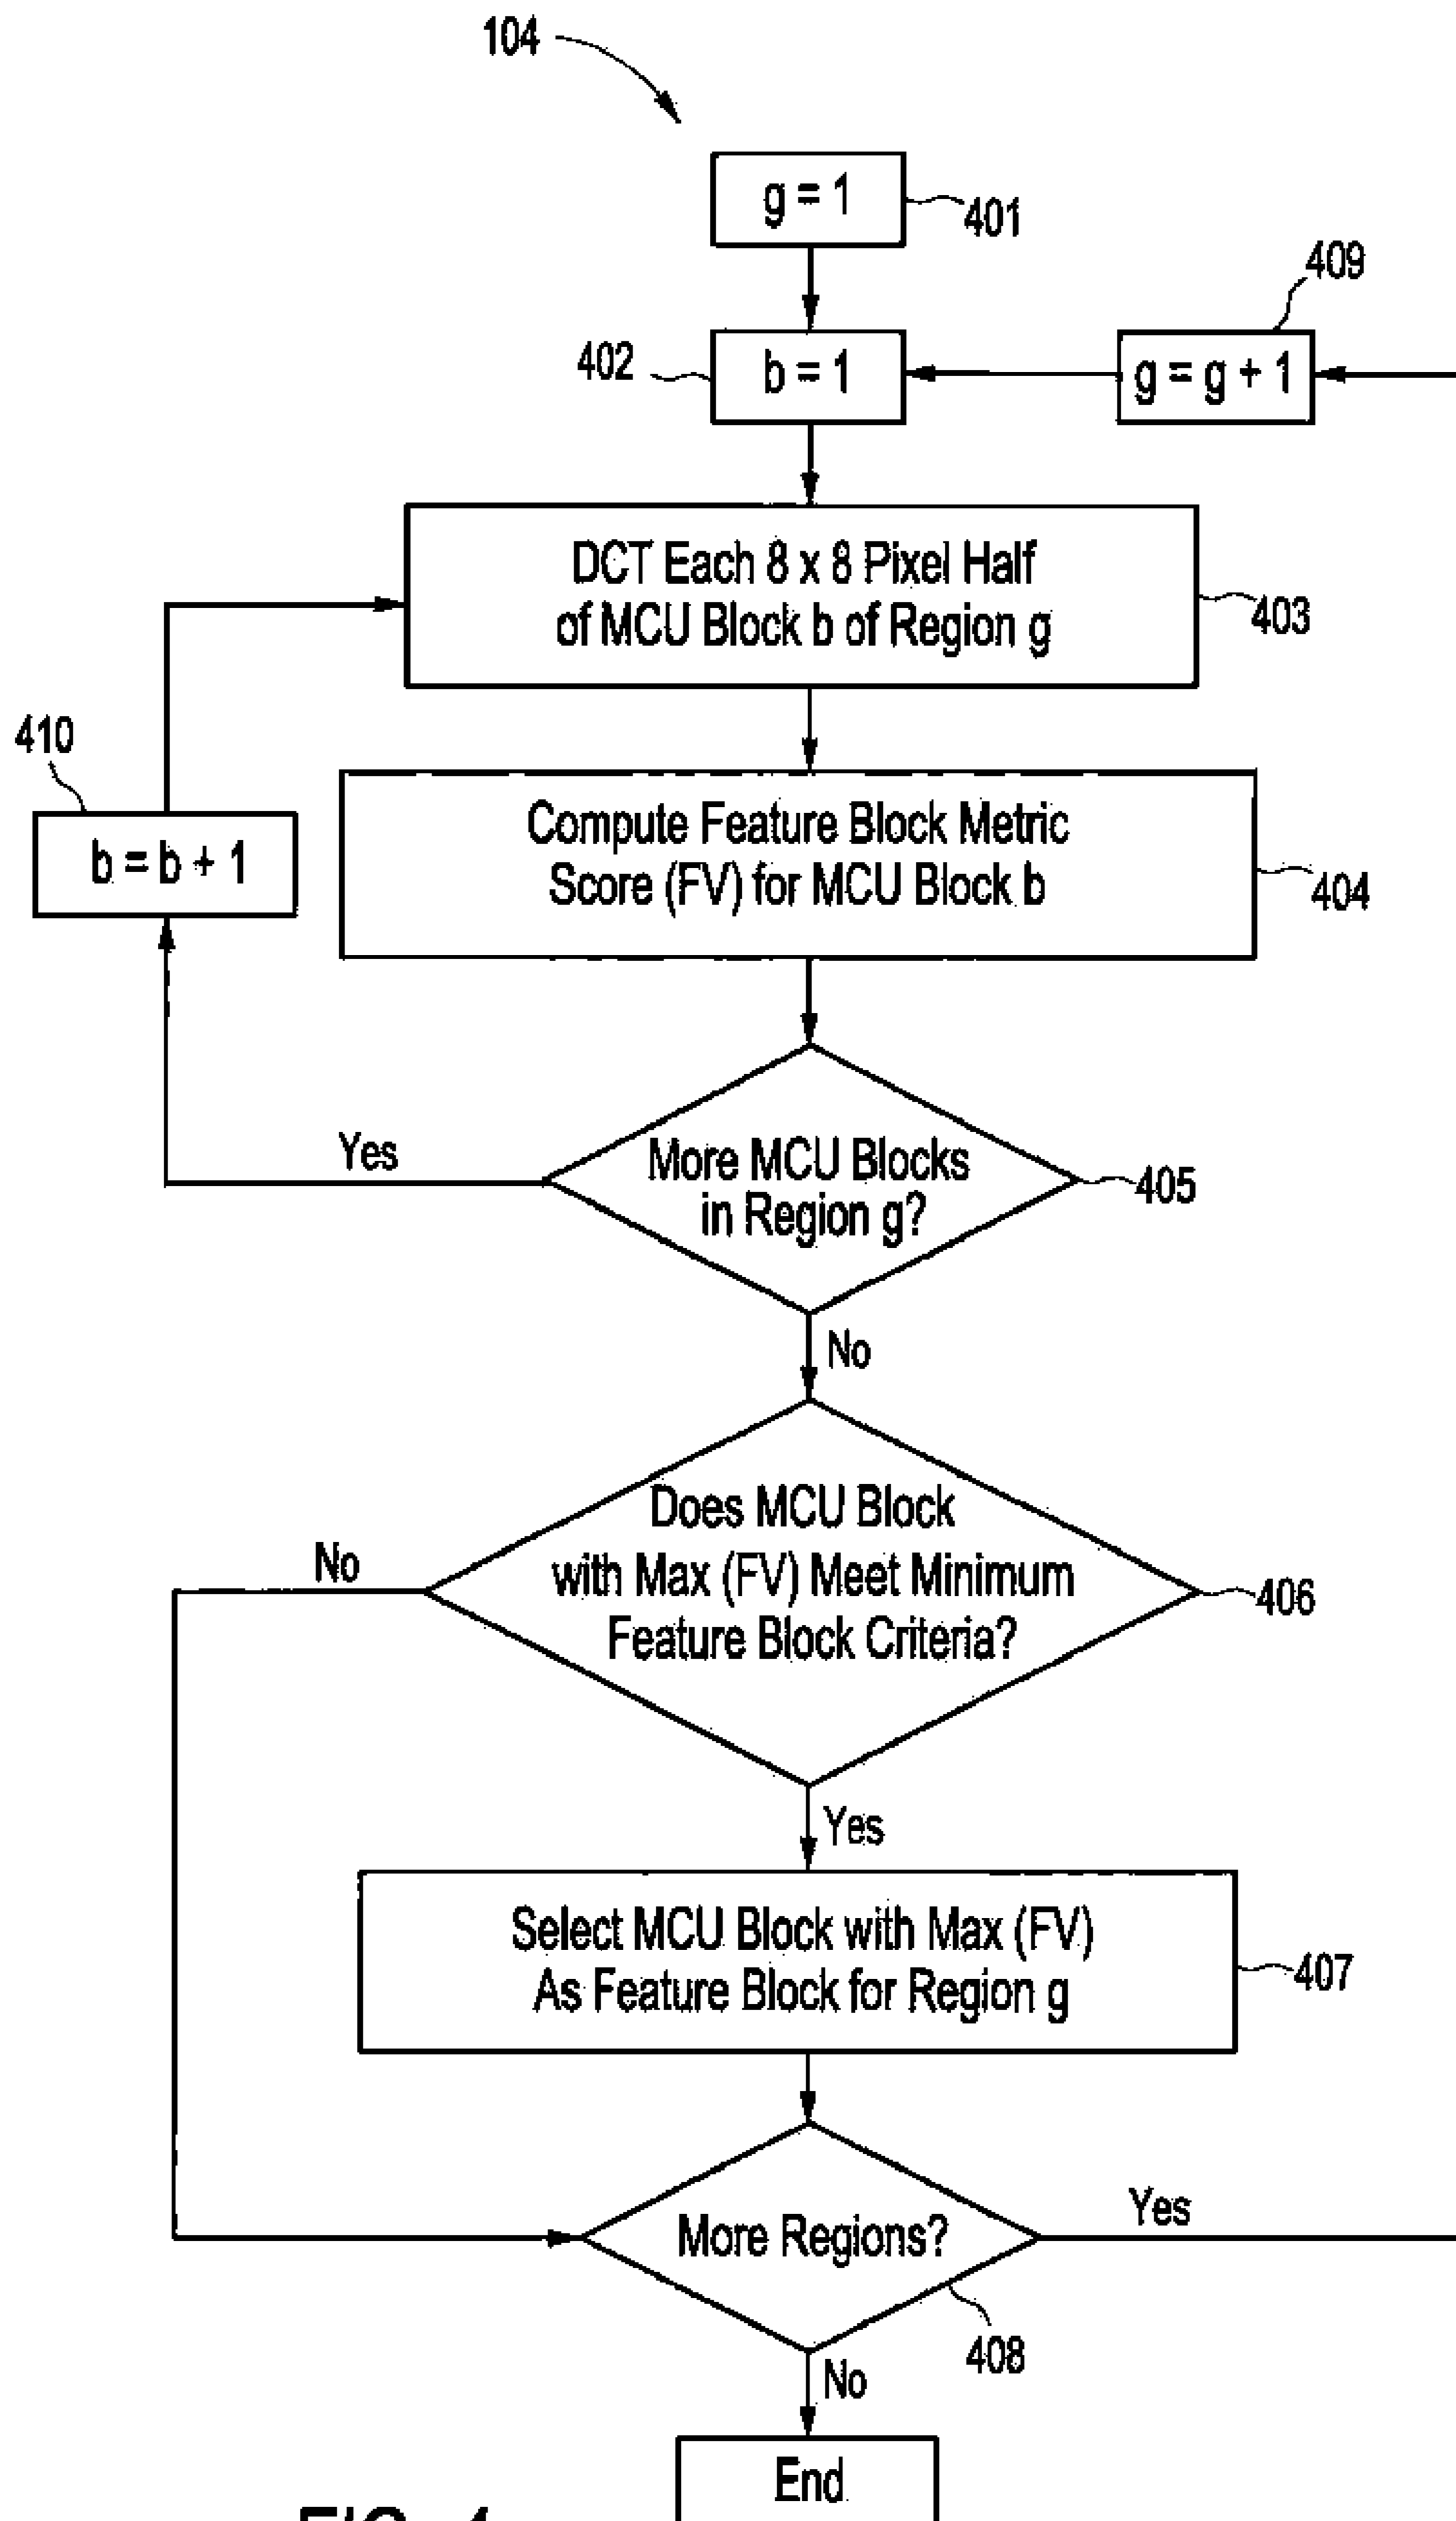 104
g = 1
401
409
402
b = 1
g = g + 1
DCT Each 8 x 8 Pixel Half
of MCU Block b of Region g
403
410
b = b + 1
Compute Feature Block Metric
Score (FV) for MCU Block b
404
Yes
More MCU Blocks
in Region g?
405
No
Does MCU Block
with Max (FV) Meet Minimum
Feature Block Criteria?
No
406
Yes
Select MCU Block with Max (FV)
As Feature Block for Region g
407
More Regions?
Yes
408
No
End